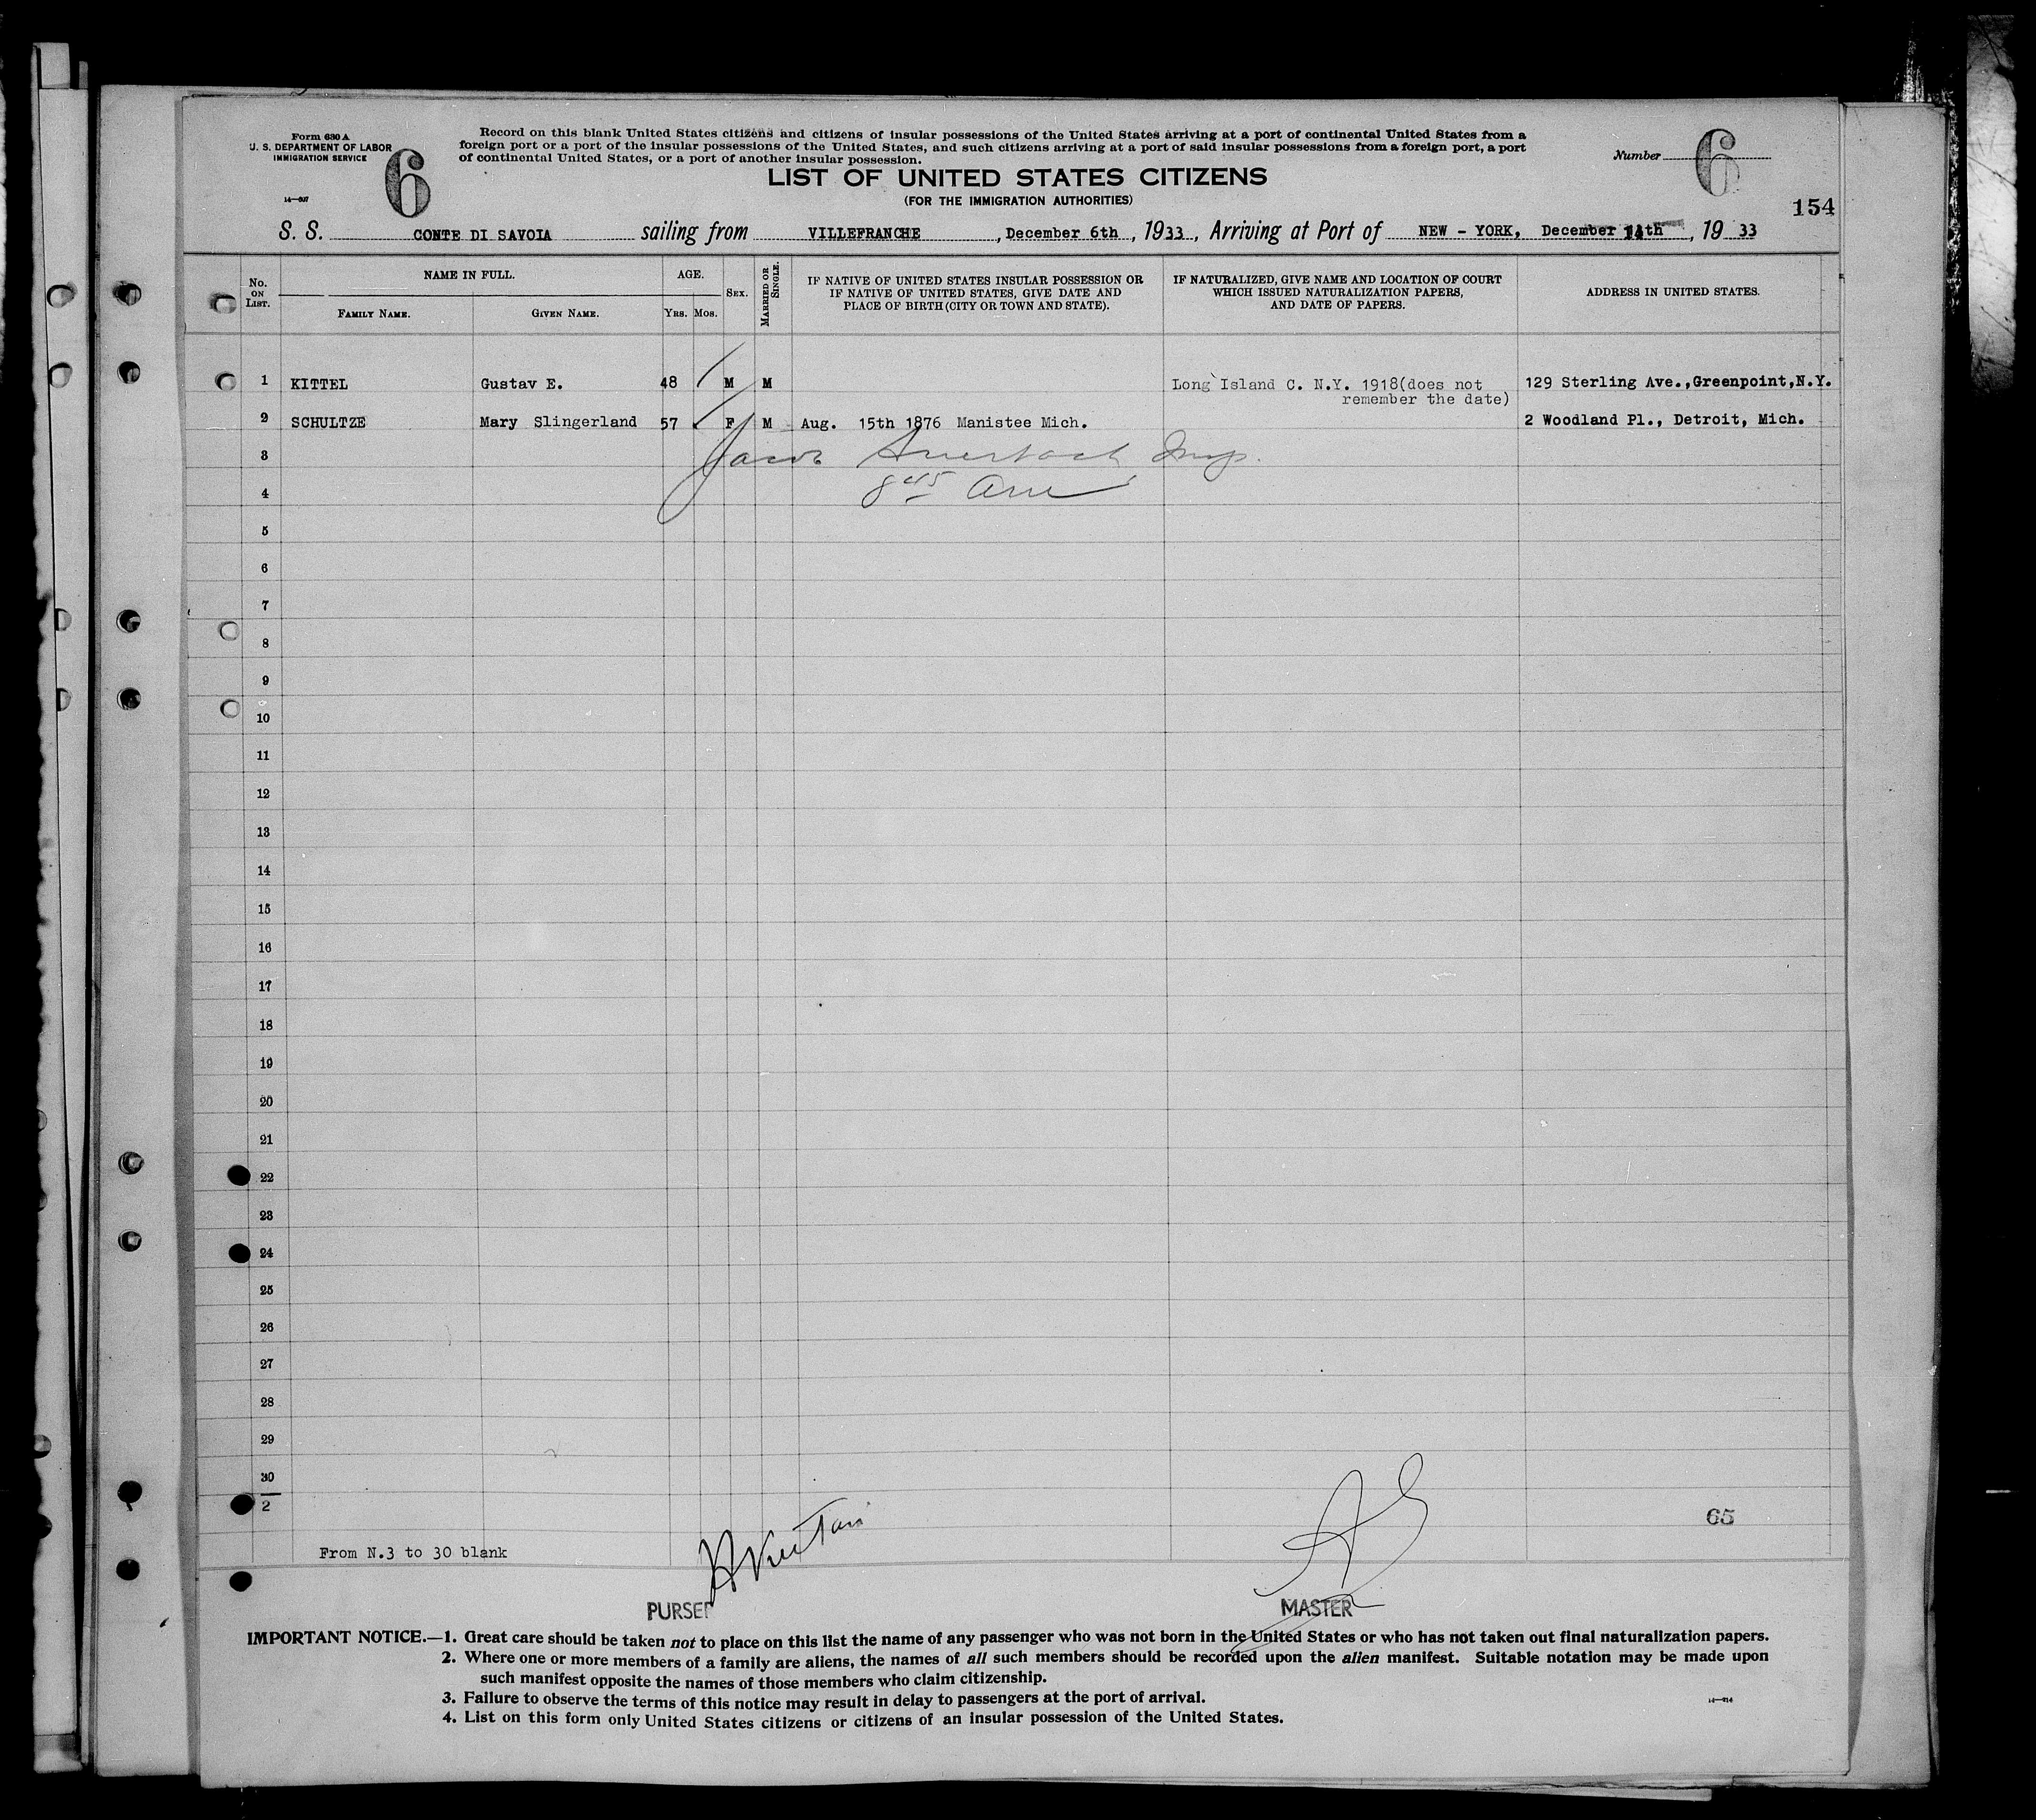 Form 630 A
U. S. DEPARTMENT OF LABOR
IMMIGRATION SERVICE
14—507
6
Record on this blank United States citizens and citizens of insular possessions of the United States arriving at a port of continental United States from a
foreign port or a port of the insular possessions of the United States, and such citizens arriving at a port of said insular possessions from a foreign port, a port
of continental United States, or a port of another insular possession.
Number 6
LIST OF UNITED STATES CITIZENS
(FOR THE IMMIGRATION AUTHORITIES)
154
S. S. CONTE DI SAVOIA sailing from VILLEFRANCHE, December 6th, 1933, Arriving at Port of NEW - YORK, December, 1933
No. ON LIST. NAME IN FULL. AGE. SEX. MARRIED OR SINGLE. IF NATIVE OF UNITED STATES INSULAR POSSESSION OR IF NATIVE OF UNITED STATES, GIVE DATE AND PLACE OF BIRTH (CITY OR TOWN AND STATE). IF NATURALIZED, GIVE NAME AND LOCATION OF COURT WHICH ISSUED NATURALIZATION PAPERS, AND DATE OF PAPERS. ADDRESS IN UNITED STATES.
FAMILY NAME. GIVEN NAME. YRS. MOS.
1 KITTEL Gustav E. 48 M M Long Island C. N.Y. 1918(does not remember the date) 129 Sterling Ave.,Greenpoint,N.Y.
2 SCHULTZE Mary Slingerland 57 F M Aug. 15th 1876 Manistee Mich. 2 Woodland Pl., Detroit, Mich.
3 Jacob Auerbach Insp.
4 8 45
5
6
7
8
9
10
11
12
13
14
15
16
17
18
19
20
21
22
23
24
25
26
27
28
29
30
2
65
From N.3 to 30 blank
PURSER
MASTER
IMPORTANT NOTICE.—1. Great care should be taken not to place on this list the name of any passenger who was not born in the United States or who has not taken out final naturalization papers.
2. Where one or more members of a family are aliens, the names of all such members should be recorded upon the alien manifest. Suitable notation may be made upon
such manifest opposite the names of those members who claim citizenship.
3. Failure to observe the terms of this notice may result in delay to passengers at the port of arrival.
14—214
4. List on this form only United States citizens or citizens of an insular possession of the United States.